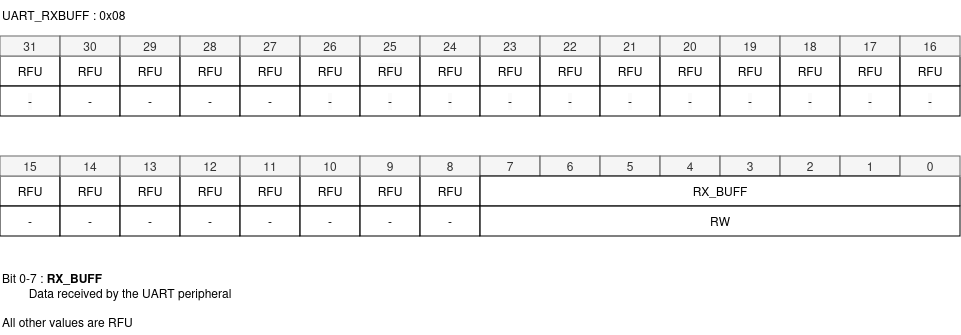 UART_RXBUFF : 0x08
31 30 29 28 27 26 25 24 23 22 21 20 19 18 17 16
RFU RFU RFU RFU RFU RFU RFU RFU RFU RFU RFU RFU RFU RFU RFU RFU
- - - - - - - - - - - - - - - -
15 14 13 12 11 10 9 8 7 6 5 4 3 2 1 0
RFU RFU RFU RFU RFU RFU RFU RFU RX_BUFF
- - - - - - - - RW
Bit 0-7 : RX_BUFF
Data received by the UART peripheral
All other values are RFU